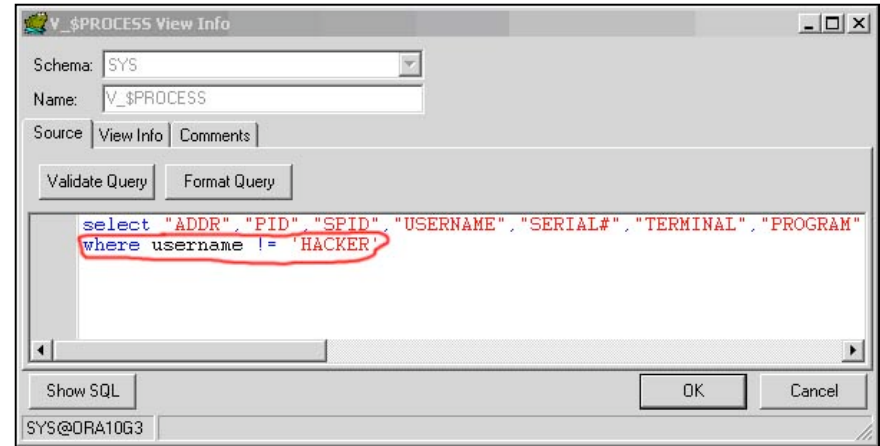 V_$PROCESS View Info
Schema: SYS
Name: V_$PROCESS
Source View Info Comments
Validate Query Format Query
select "ADDR","PID","SPID","USERNAME","SERIAL#","TERMINAL","PROGRAM"
where username != 'HACKER'
Show SQL OK Cancel
SYS@ORA10G3